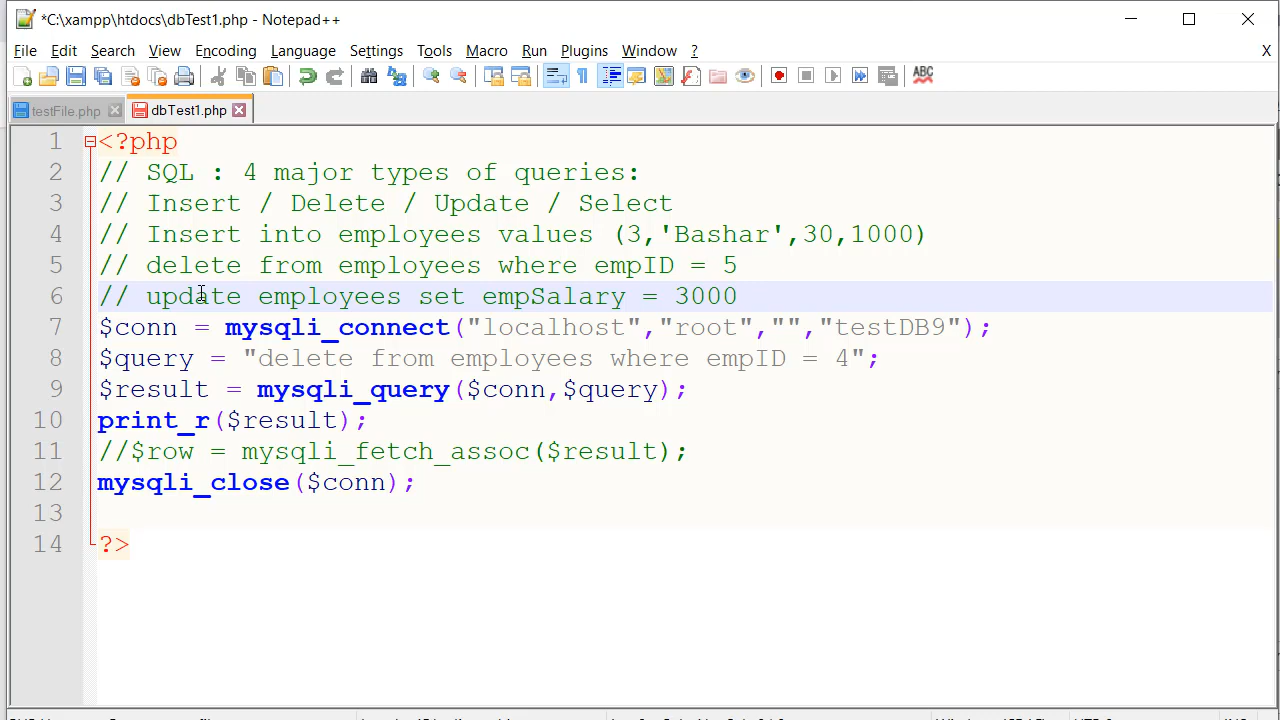 *C:\xampp\htdocs\dbTest1.php - Notepad++
File Edit Search View Encoding Language Settings Tools Macro Run Plugins Window ? X
testFile.php dbTest1.php
1 <?php
2 // SQL : 4 major types of queries:
3 // Insert / Delete / Update / Select
4 // Insert into employees values (3,'Bashar',30,1000)
5 // delete from employees where empID = 5
6 // update employees set empSalary = 3000
7 $conn = mysqli_connect("localhost","root","","testDB9");
8 $query = "delete from employees where empID = 4";
9 $result = mysqli_query($conn,$query);
10 print_r($result);
11 //$row = mysqli_fetch_assoc($result);
12 mysqli_close($conn);
13
14 ?>